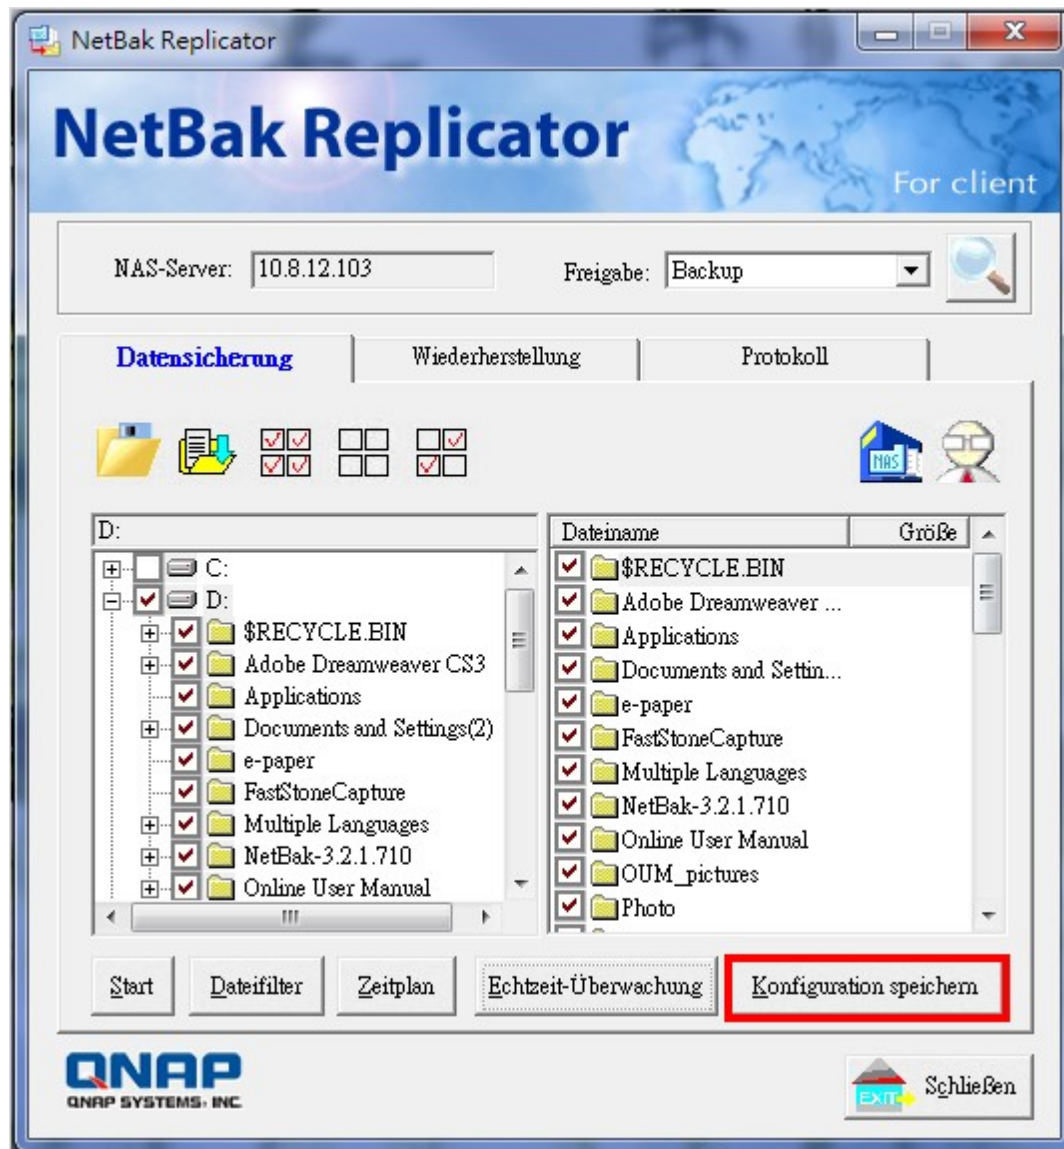 NetBak Replicator
NetBak Replicator
For client
NAS-Server: 10.8.12.103 Freigabe: Backup
Datensicherung Wiederherstellung Protokoll
NAS
D:
C:
D:
$RECYCLE.BIN
Adobe Dreamweaver CS3
Applications
Documents and Settings(2)
e-paper
FastStoneCapture
Multiple Languages
NetBak-3.2.1.710
Online User Manual
Dateiname Größe
$RECYCLE.BIN
Adobe Dreamweaver ...
Applications
Documents and Settin...
e-paper
FastStoneCapture
Multiple Languages
NetBak-3.2.1.710
Online User Manual
OUM_pictures
Photo
Start Dateifilter Zeitplan Echtzeit-Überwachung Konfiguration speichern
QNAP
QNAP SYSTEMS, INC.
EXIT Schließen